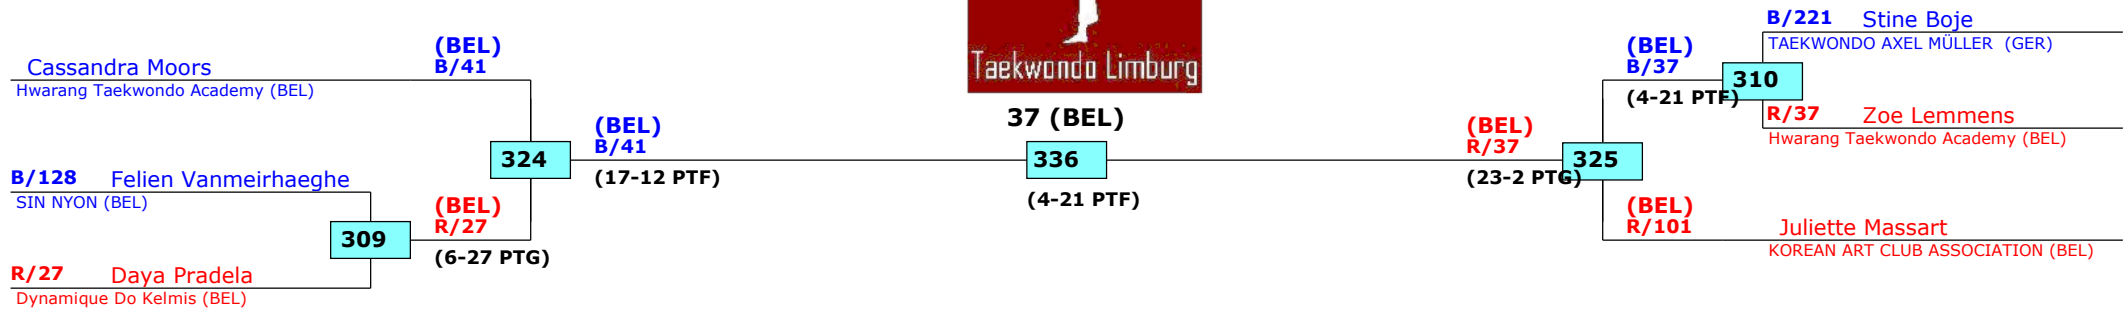 Cassandra Moors
Hwarang Taekwondo Academy (BEL)
(BEL)
B/41
B/128 Felien Vanmeirhaeghe
SIN NYON (BEL)
309
R/27 Daya Pradela
Dynamique Do Kelmis (BEL)
(BEL)
R/27
(6-27 PTG)
324
(BEL)
B/41
(17-12 PTF)
Taekwondo Limburg
37 (BEL)
336
(4-21 PTF)
(BEL)
R/37
(23-2 PTG)
325
(BEL)
B/37
(4-21 PTF)
310
B/221 Stine Boje
TAEKWONDO AXEL MÜLLER (GER)
R/37 Zoe Lemmens
Hwarang Taekwondo Academy (BEL)
(BEL)
R/101
Juliette Massart
KOREAN ART CLUB ASSOCIATION (BEL)